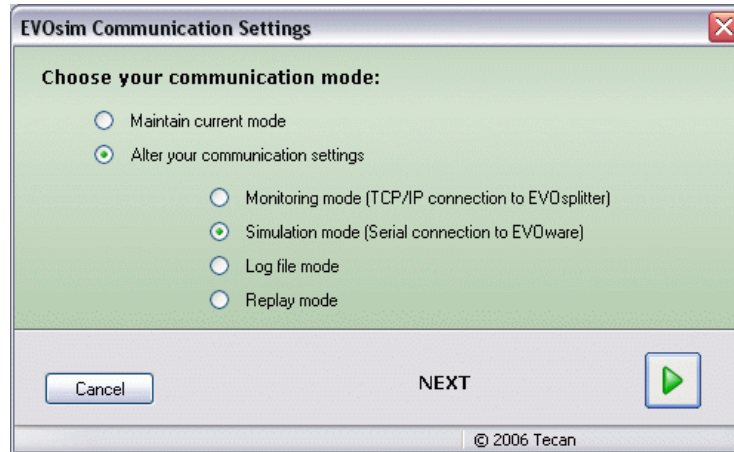 EVOsim Communication Settings
Choose your communication mode:
Maintain current mode
Alter your communication settings
Monitoring mode (TCP/IP connection to EVOsplitter)
Simulation mode (Serial connection to EVOware)
Log file mode
Replay mode
Cancel
NEXT
© 2006 Tecan